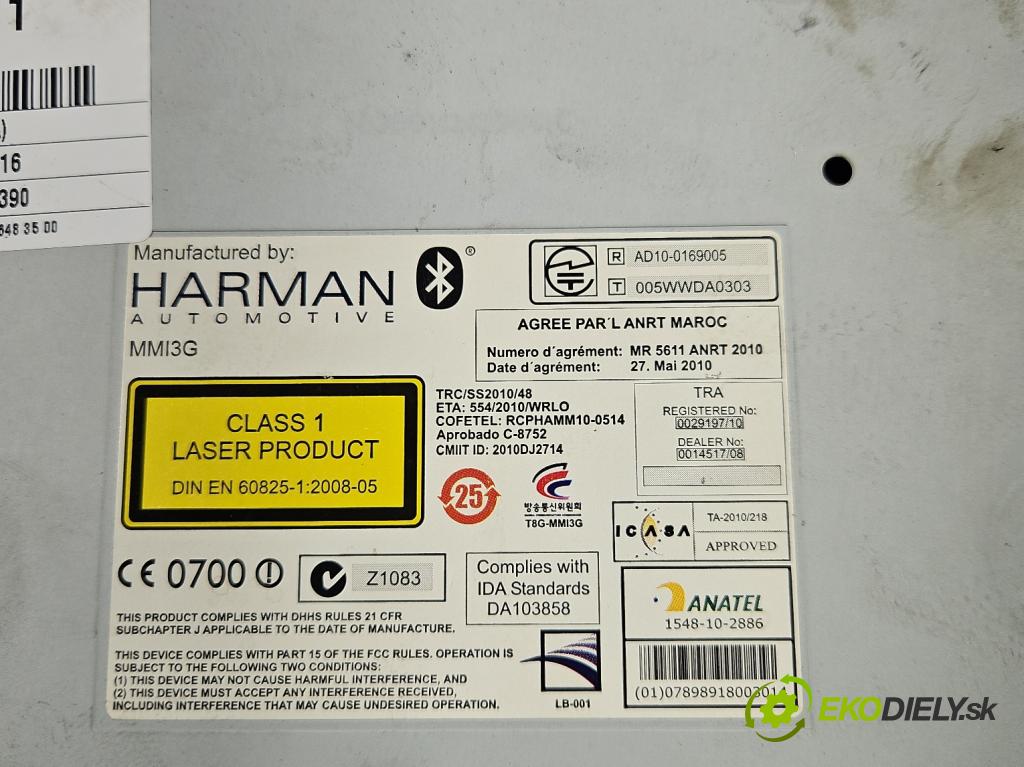 1
)
16
390
648 35 00
Manufactured by:
HARMAN
AUTOMOTIVE
MMI3G
®
R AD10-0169005
T 005WWDA0303
AGREE PAR´L ANRT MAROC
Numero d´agrément: MR 5611 ANRT 2010
Date d´agrément: 27. Mai 2010
CLASS 1
LASER PRODUCT
DIN EN 60825-1:2008-05
TRC/SS2010/48
ETA: 554/2010/WRLO
COFETEL: RCPHAMM10-0514
Aprobado C-8752
CMIIT ID: 2010DJ2714
TRA
REGISTERED No:
0029197/10
DEALER No:
0014517/08
25
방송통신위원회
T8G-MMI3G
ICASA
TA-2010/218
APPROVED
CE 0700
Z1083
Complies with
IDA Standards
DA103858
ANATEL
1548-10-2886
(01)0789891800301
THIS PRODUCT COMPLIES WITH DHHS RULES 21 CFR
SUBCHAPTER J APPLICABLE TO THE DATE OF MANUFACTURE.
THIS DEVICE COMPLIES WITH PART 15 OF THE FCC RULES. OPERATION IS
SUBJECT TO THE FOLLOWING TWO CONDITIONS:
(1) THIS DEVICE MAY NOT CAUSE HARMFUL INTERFERENCE, AND
(2) THIS DEVICE MUST ACCEPT ANY INTERFERENCE RECEIVED,
INCLUDING INTERFERENCE THAT MAY CAUSE UNDESIRED OPERATION.
LB-001
EKODIELY.sk